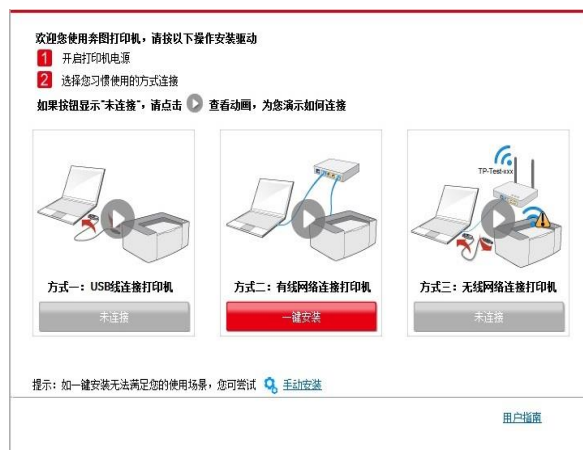 欢迎您使用奔图打印机，请按以下操作安装驱动
1 开启打印机电源
2 选择您习惯使用的方式连接
如果按钮显示"未连接"，请点击 查看动画，为您演示如何连接
TP-Test-xxx
方式一：USB线连接打印机
未连接
方式二：有线网络连接打印机
一键安装
方式三：无线网络连接打印机
未连接
提示：如一键安装无法满足您的使用场景，您可尝试 手动安装
用户指南